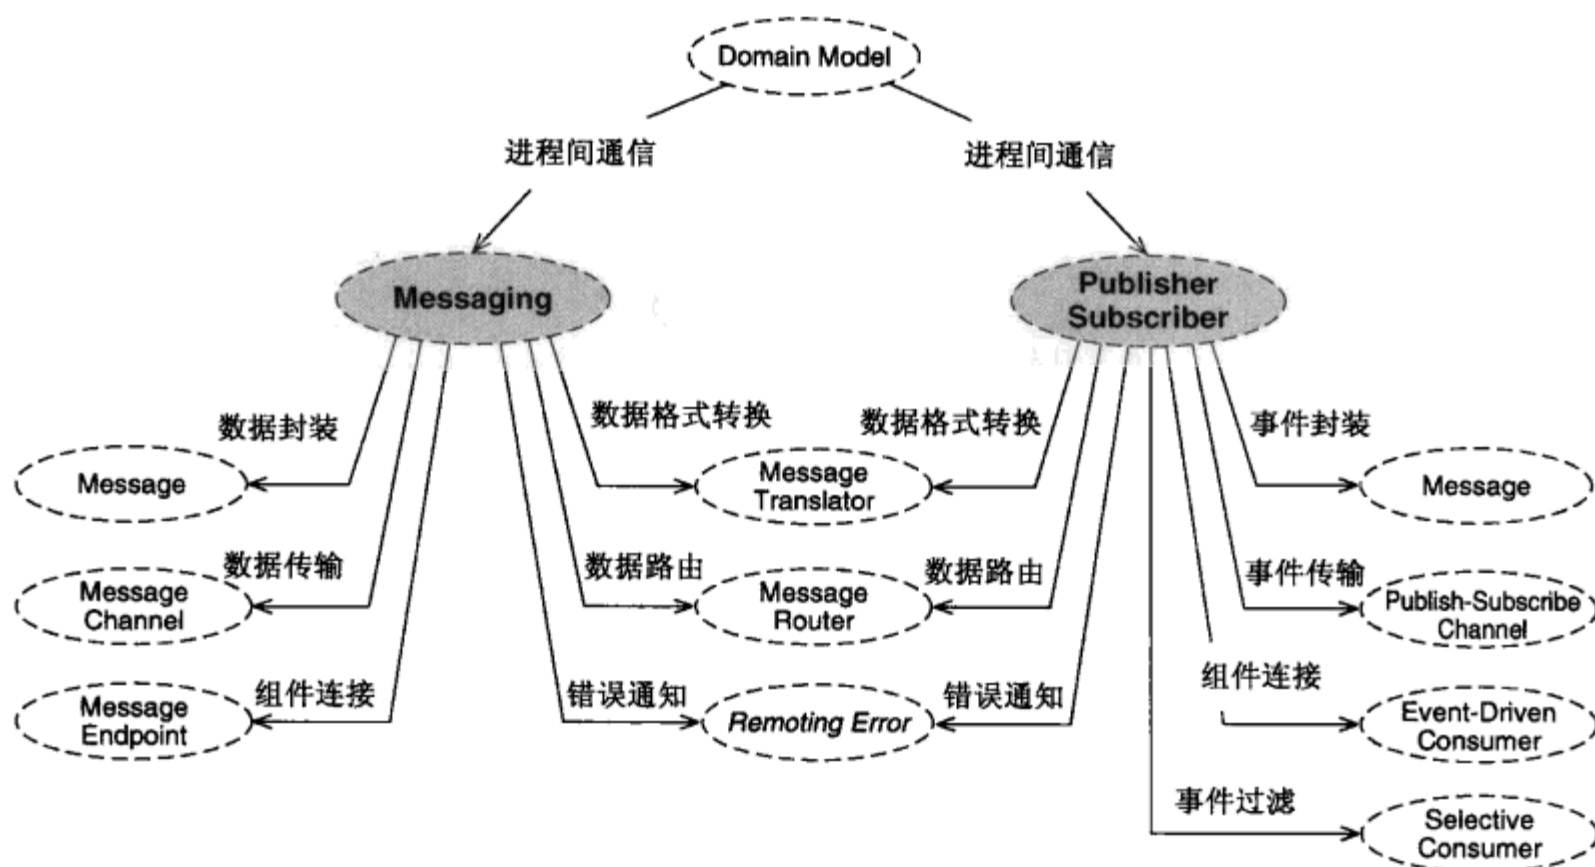 Domain Model
进程间通信
进程间通信
Messaging
Publisher
Subscriber
数据封装
数据格式转换
数据格式转换
事件封装
Message
Message
Translator
Message
数据传输
数据路由
数据路由
事件传输
Message
Channel
Message
Router
Publish-Subscribe
Channel
组件连接
错误通知
错误通知
组件连接
Message
Endpoint
Remoting Error
Event-Driven
Consumer
事件过滤
Selective
Consumer